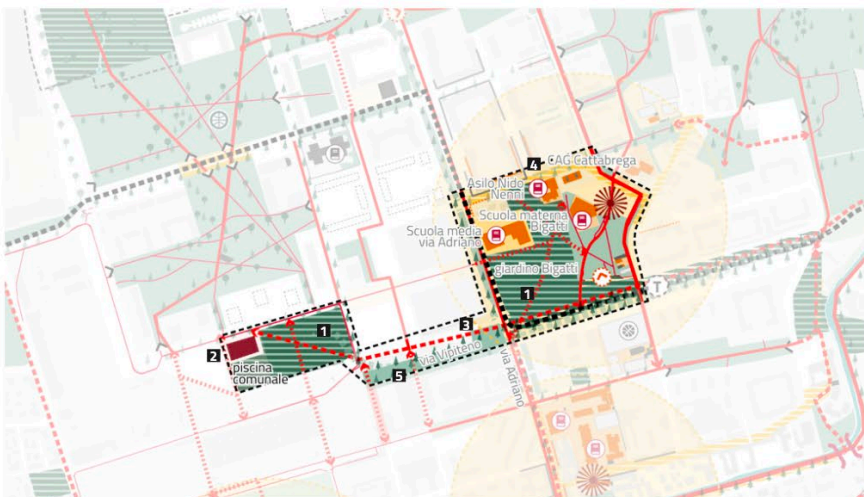 4
CAG Cattabrega
Asilo Nido
Nenni
Scuola materna
Bigatti
Scuola media
via Adriano
giardino Bigatti
T
1
1
3
2
piscina
comunale
via Vipiteno
5
via Adriano